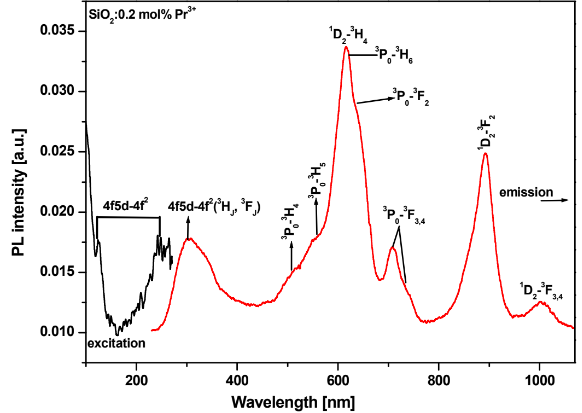 SiO₂:0.2 mol% Pr³⁺
¹D₂-³H₄
³P₀-³H₆
³P₀-³F₂
¹D₂-³F₂
4f5d-4f²
4f5d-4f²(³Hⱼ, ³Fⱼ)
³P₀-³H₄
³P₀-³H₅
³P₀-³F₃,₄
¹D₂-³F₃,₄
emission
excitation
PL intensity [a.u.]
0.035
0.030
0.025
0.020
0.015
0.010
200 400 600 800 1000
Wavelength [nm]